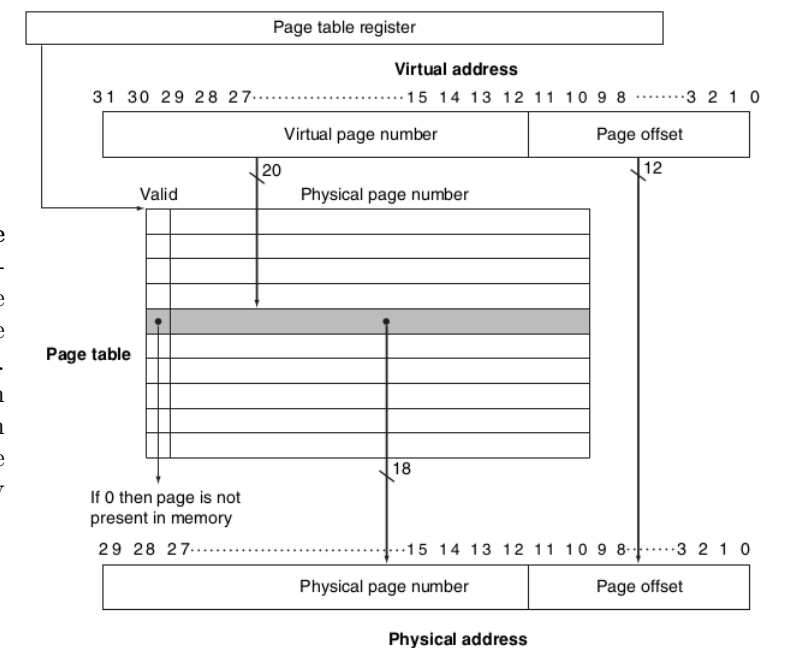 Page table register
Virtual address
31 30 29 28 27........................15 14 13 12 11 10 9 8 ........3 2 1 0
Virtual page number Page offset
20 12
Valid Physical page number
e
-
e
e
Page table
.
n
n
18
e
If 0 then page is not
y
present in memory
29 28 27..................................15 14 13 12 11 10 9 8........3 2 1 0
Physical page number Page offset
Physical address